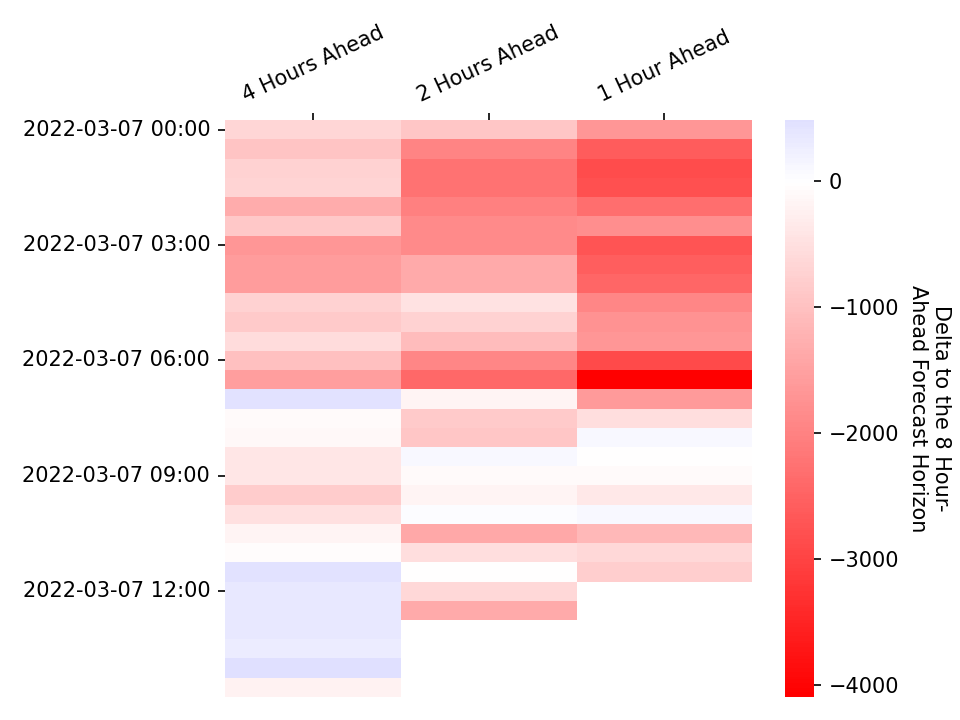 4 Hours Ahead
2 Hours Ahead
1 Hour Ahead
2022-03-07 00:00
2022-03-07 03:00
2022-03-07 06:00
2022-03-07 09:00
2022-03-07 12:00
0
−1000
−2000
−3000
−4000
Delta to the 8 Hour-
Ahead Forecast Horizon